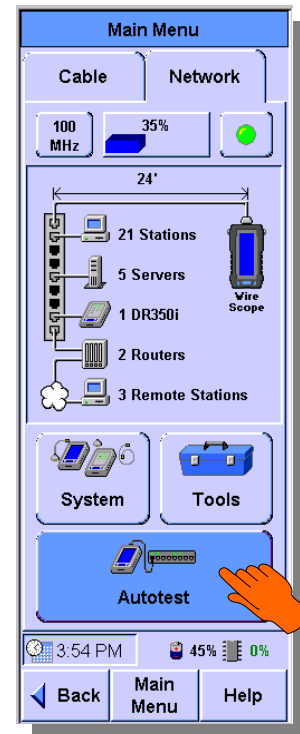 Main Menu
Cable
Network
100
MHz
35%
24'
21 Stations
5 Servers
1 DR350i
Wire
Scope
2 Routers
3 Remote Stations
System
Tools
Autotest
3:54 PM
45%
0%
Back
Main
Menu
Help